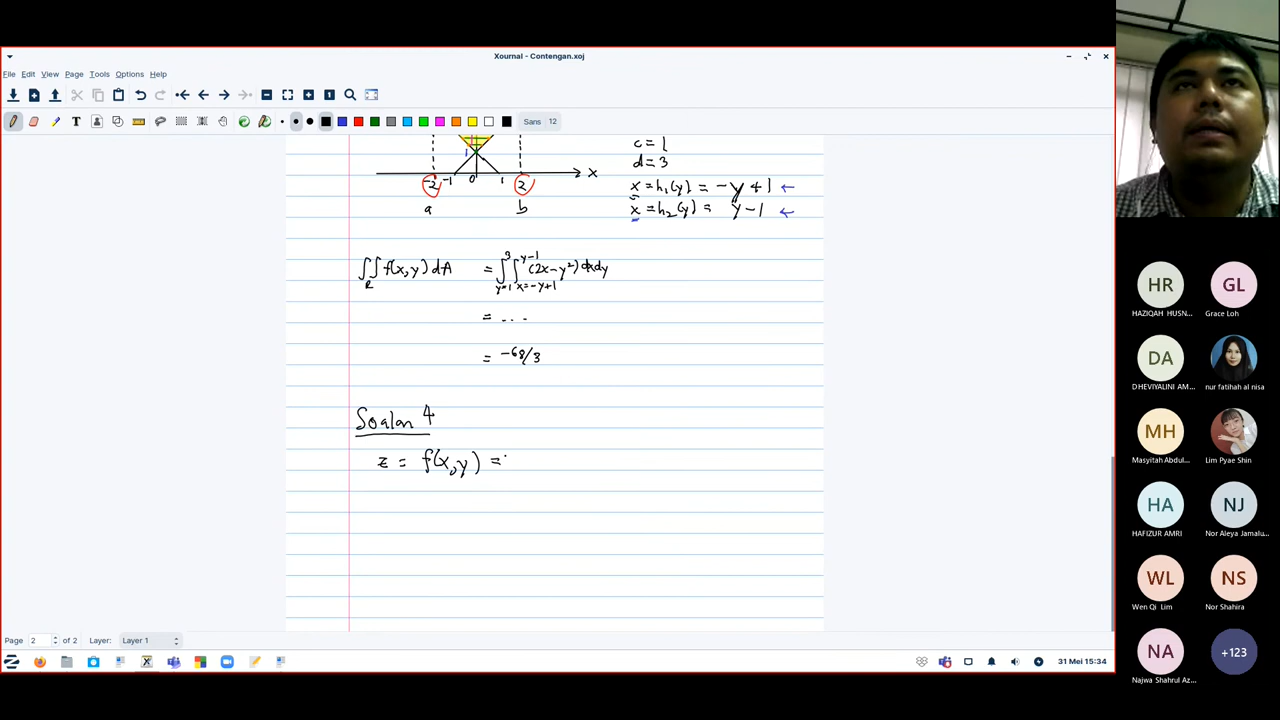 Xournal - Contengan.xoj
File Edit View Page Tools Options Help
Sans 12
1
-2 -1 0 1 2 x
a b
c = 1
d = 3
x = h₁(y) = -y + 1 ←
x = h₂(y) = y - 1 ←
∬_R f(x,y) dA = ∫_{y=1}^{3} ∫_{x=-y+1}^{y-1} (2x - y²) dx dy
= ...
= -68/3
Soalan 4
z = f(x,y) =
Page 2 of 2 Layer: Layer 1
31 Mei 15:34
HR GL
HAZIQAH HUSN... Grace Loh
DA
DHEVIYALINI AM... nur fatihah al nisa
MH
Masyitah Abdul... Lim Pyae Shin
HA NJ
HAFIZUR AMRI Nor Aleya Jamalu...
WL NS
Wen Qi Lim Nor Shahira
NA +123
Najwa Shahrul Az...